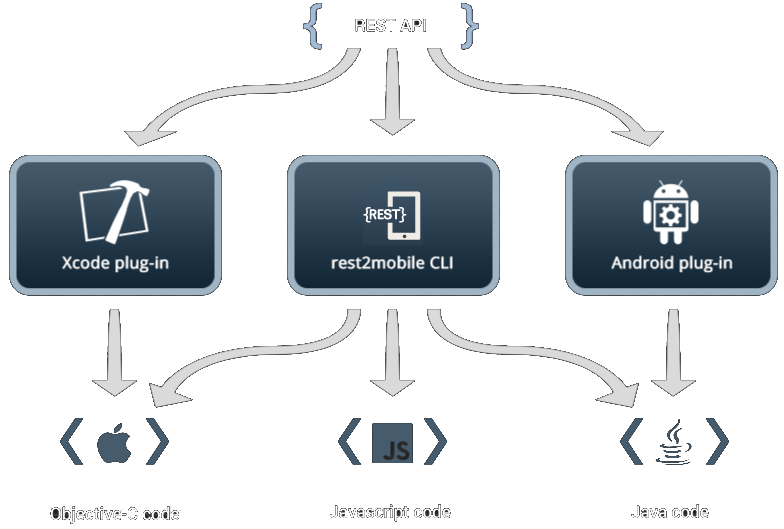 REST API
{REST}
Xcode plug-in
rest2mobile CLI
Android plug-in
JS
Objective-C code
Javascript code
Java code